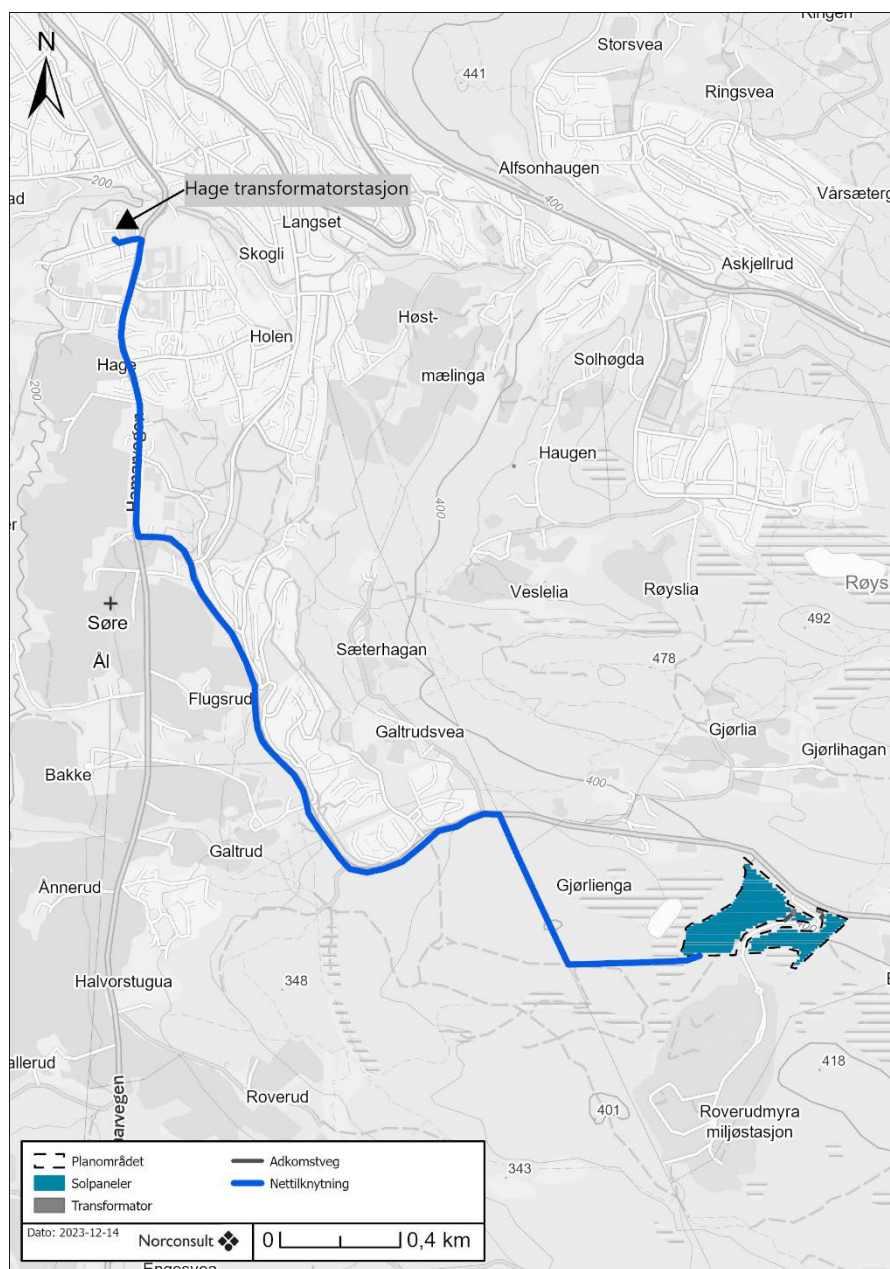 N
Storsvea
441
Ringsvea
Alfsonhaugen
200
400
Hage transformatorstasjon
Vårsæterg
Langset
Skogli
Askjellrud
Høst-
mælinga
Holen
Solhøgda
Hage
200
Hamarvegen
Haugen
400
Veslelia
Røyslia
Røys
492
Søre
Ål
Sæterhagan
478
Flugsrud
Galtrudsvea
Gjørlia
Gjørlihagan
Bakke
400
Galtrud
Gjørlienga
Ånnerud
Halvorstugua
348
418
allerud
Roverud
401
Roverudmyra
miljøstasjon
arvegen
343
Planområdet
Solpaneler
Transformator
Adkomstveg
Nettilknytning
Dato: 2023-12-14
Norconsult
0 0,4 km